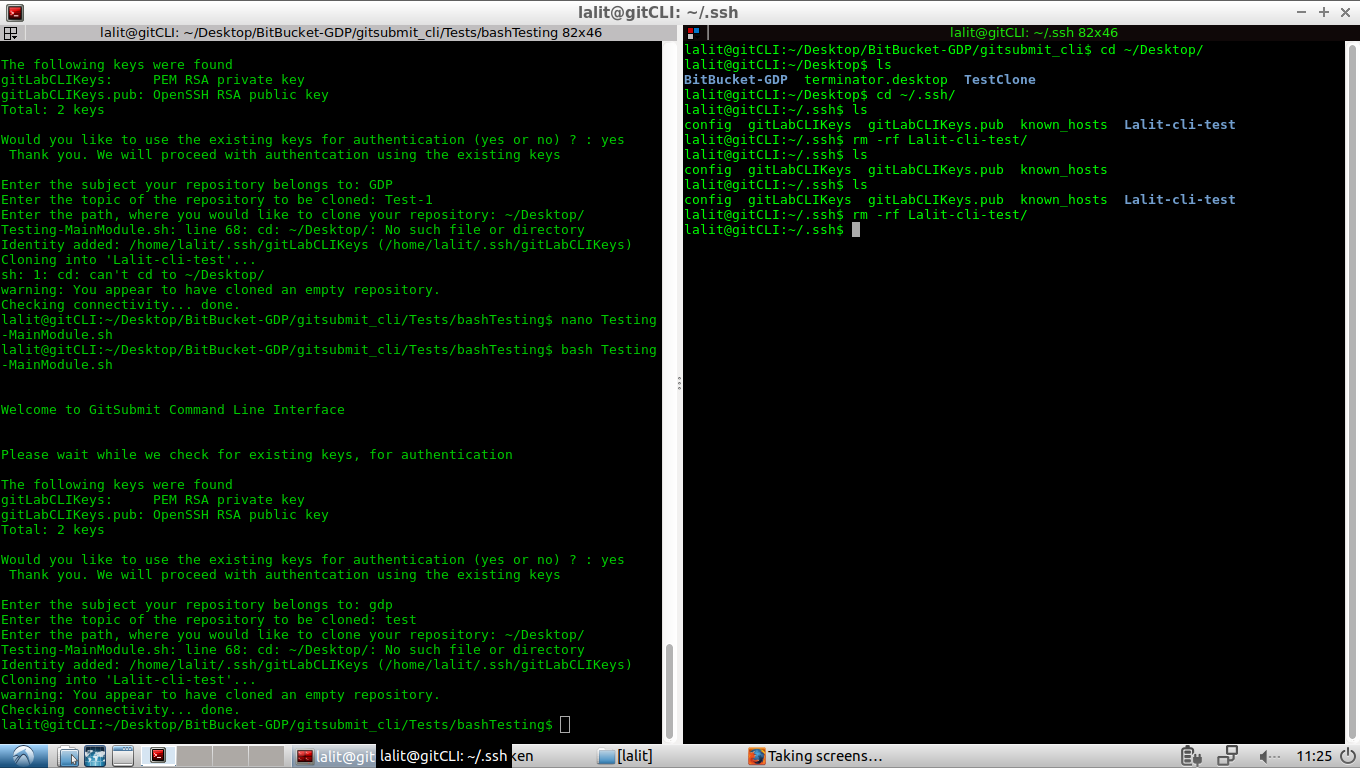 lalit@gitCLI: ~/.ssh
lalit@gitCLI: ~/Desktop/BitBucket-GDP/gitsubmit_cli/Tests/bashTesting 82x46
The following keys were found
gitLabCLIKeys:     PEM RSA private key
gitLabCLIKeys.pub: OpenSSH RSA public key
Total: 2 keys
Would you like to use the existing keys for authentication (yes or no) ? : yes
 Thank you. We will proceed with authentcation using the existing keys
Enter the subject your repository belongs to: GDP
Enter the topic of the repository to be cloned: Test-1
Enter the path, where you would like to clone your repository: ~/Desktop/
Testing-MainModule.sh: line 68: cd: ~/Desktop/: No such file or directory
Identity added: /home/lalit/.ssh/gitLabCLIKeys (/home/lalit/.ssh/gitLabCLIKeys)
Cloning into 'Lalit-cli-test'...
sh: 1: cd: can't cd to ~/Desktop/
warning: You appear to have cloned an empty repository.
Checking connectivity... done.
lalit@gitCLI:~/Desktop/BitBucket-GDP/gitsubmit_cli/Tests/bashTesting$ nano Testing
-MainModule.sh
lalit@gitCLI:~/Desktop/BitBucket-GDP/gitsubmit_cli/Tests/bashTesting$ bash Testing
-MainModule.sh
Welcome to GitSubmit Command Line Interface
Please wait while we check for existing keys, for authentication
The following keys were found
gitLabCLIKeys:     PEM RSA private key
gitLabCLIKeys.pub: OpenSSH RSA public key
Total: 2 keys
Would you like to use the existing keys for authentication (yes or no) ? : yes
 Thank you. We will proceed with authentcation using the existing keys
Enter the subject your repository belongs to: gdp
Enter the topic of the repository to be cloned: test
Enter the path, where you would like to clone your repository: ~/Desktop/
Testing-MainModule.sh: line 68: cd: ~/Desktop/: No such file or directory
Identity added: /home/lalit/.ssh/gitLabCLIKeys (/home/lalit/.ssh/gitLabCLIKeys)
Cloning into 'Lalit-cli-test'...
warning: You appear to have cloned an empty repository.
Checking connectivity... done.
lalit@gitCLI:~/Desktop/BitBucket-GDP/gitsubmit_cli/Tests/bashTesting$
lalit@gitCLI: ~/.ssh 82x46
lalit@gitCLI:~/Desktop/BitBucket-GDP/gitsubmit_cli$ cd ~/Desktop/
lalit@gitCLI:~/Desktop$ ls
BitBucket-GDP  terminator.desktop  TestClone
lalit@gitCLI:~/Desktop$ cd ~/.ssh/
lalit@gitCLI:~/.ssh$ ls
config  gitLabCLIKeys  gitLabCLIKeys.pub  known_hosts  Lalit-cli-test
lalit@gitCLI:~/.ssh$ rm -rf Lalit-cli-test/
lalit@gitCLI:~/.ssh$ ls
config  gitLabCLIKeys  gitLabCLIKeys.pub  known_hosts
lalit@gitCLI:~/.ssh$ ls
config  gitLabCLIKeys  gitLabCLIKeys.pub  known_hosts  Lalit-cli-test
lalit@gitCLI:~/.ssh$ rm -rf Lalit-cli-test/
lalit@gitCLI:~/.ssh$
lalit@git lalit@gitCLI: ~/.ssh ken [lalit] Taking screens... 11:25